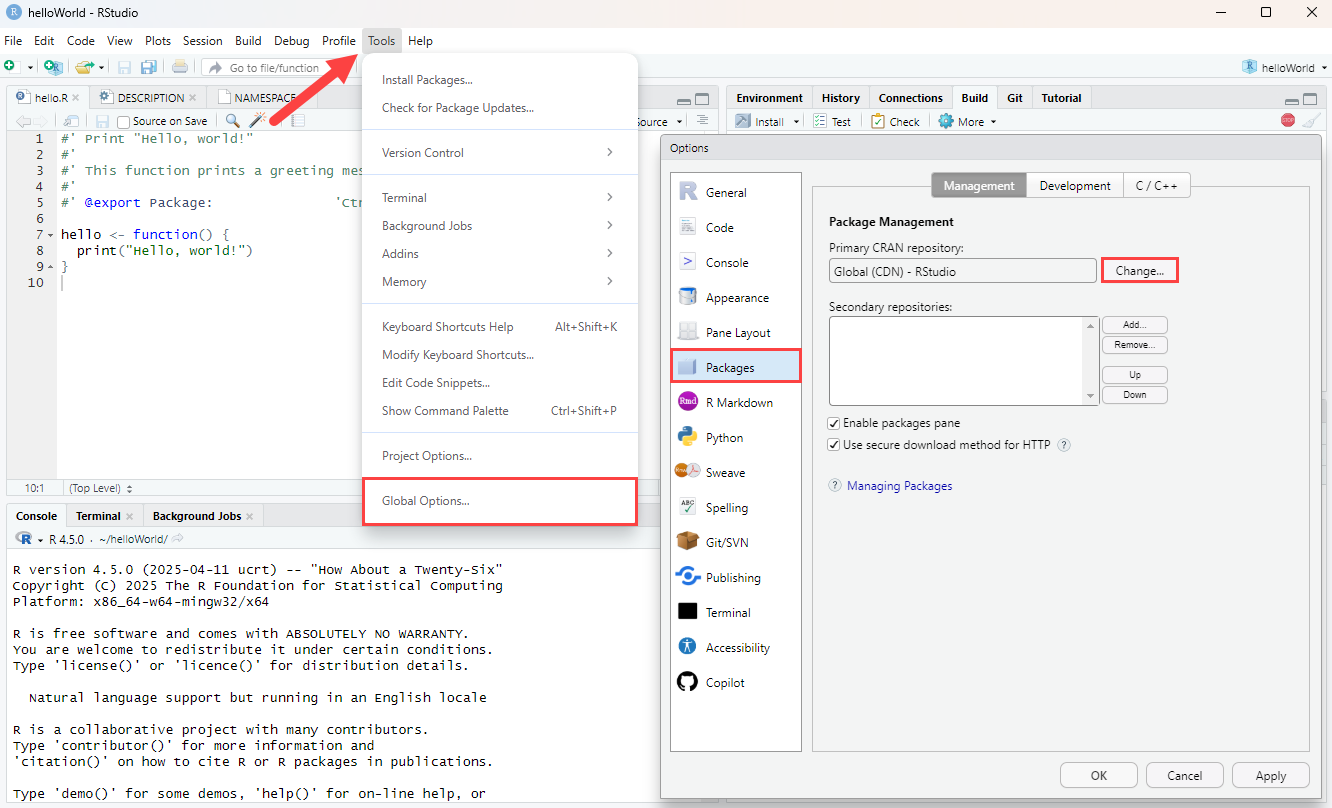 helloWorld - RStudio
File Edit Code View Plots Session Build Debug Profile Tools Help
Go to file/function
helloWorld
hello.R
DESCRIPTION
NAMESPACE
Source on Save
Source
1 #' Print "Hello, world!"
2 #'
3 #' This function prints a greeting mes
4 #'
5 #' @export Package: 'Ctr
6
7 hello <- function() {
8 print("Hello, world!")
9 }
10
10:1 (Top Level)
Install Packages...
Check for Package Updates...
Version Control
Terminal
Background Jobs
Addins
Memory
Keyboard Shortcuts Help Alt+Shift+K
Modify Keyboard Shortcuts...
Edit Code Snippets...
Show Command Palette Ctrl+Shift+P
Project Options...
Global Options...
Console Terminal Background Jobs
R 4.5.0 · ~/helloWorld/
R version 4.5.0 (2025-04-11 ucrt) -- "How About a Twenty-Six"
Copyright (C) 2025 The R Foundation for Statistical Computing
Platform: x86_64-w64-mingw32/x64
R is free software and comes with ABSOLUTELY NO WARRANTY.
You are welcome to redistribute it under certain conditions.
Type 'license()' or 'licence()' for distribution details.
Natural language support but running in an English locale
R is a collaborative project with many contributors.
Type 'contributor()' for more information and
'citation()' on how to cite R or R packages in publications.
Type 'demo()' for some demos, 'help()' for on-line help, or
Environment History Connections Build Git Tutorial
Install Test Check More
STOP
Options
General
Code
Console
Appearance
Pane Layout
Packages
Rmd R Markdown
Python
Sweave
ABC Spelling
Git/SVN
Publishing
Terminal
Accessibility
Copilot
Management Development C / C++
Package Management
Primary CRAN repository:
Global (CDN) - RStudio
Change...
Secondary repositories:
Add...
Remove...
Up
Down
Enable packages pane
Use secure download method for HTTP ?
? Managing Packages
OK Cancel Apply